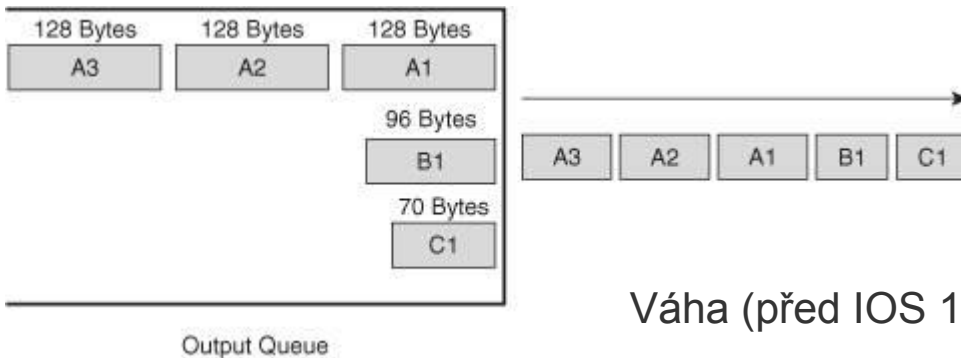 128 Bytes 128 Bytes 128 Bytes
A3 A2 A1
96 Bytes
B1
A3 A2 A1 B1 C1
70 Bytes
C1
Váha (před IOS 1
Output Queue